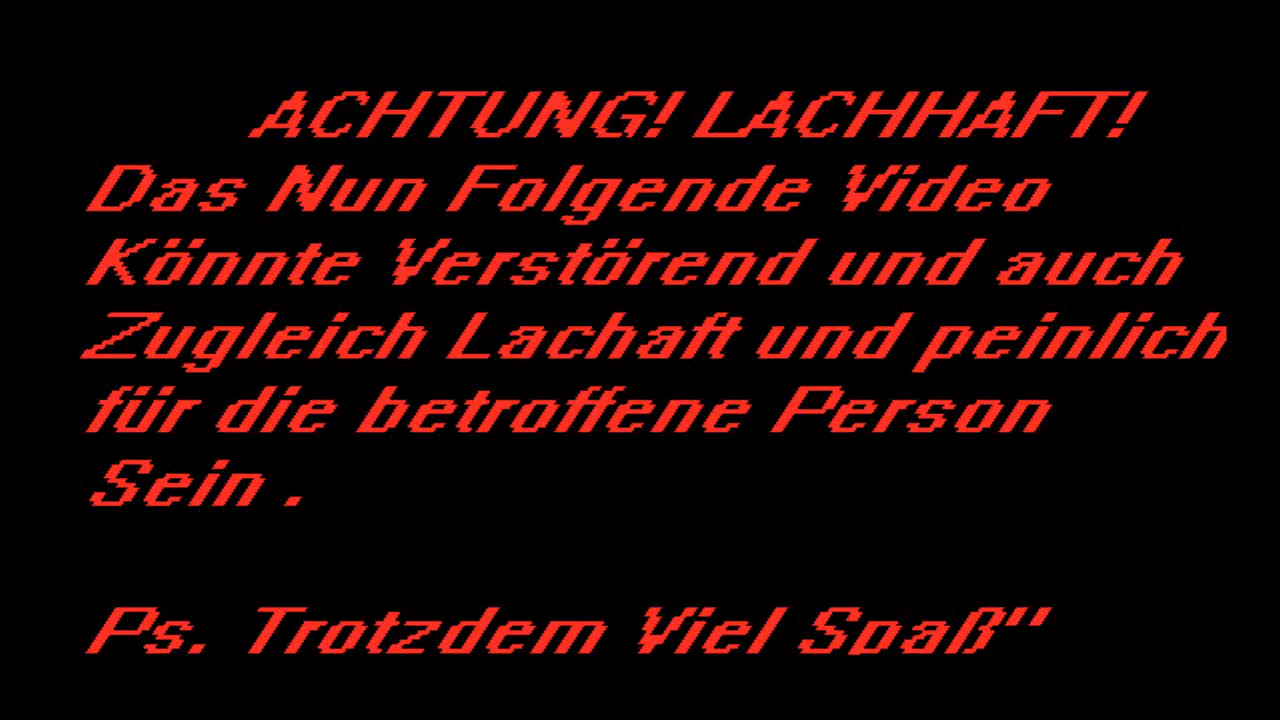 ACHTUNG! LACHHAFT!
Das Nun Folgende Video
Könnte Verstörend und auch
Zugleich Lachaft und peinlich
für die betroffene Person
Sein .
Ps. Trotzdem Viel Spaß"